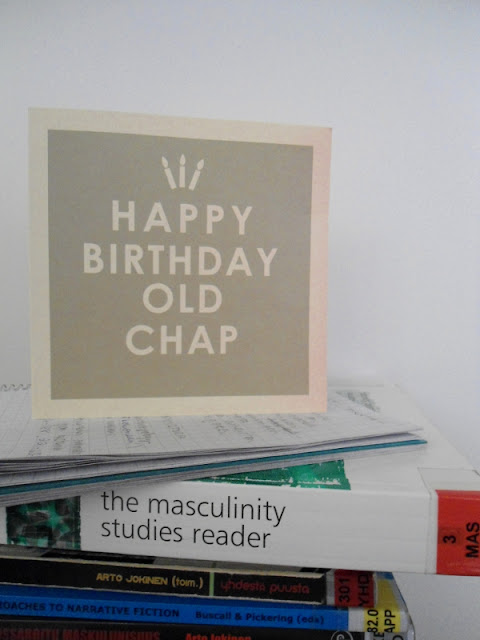 HAPPY
BIRTHDAY
OLD
CHAP
the masculinity
studies reader
3
MAS
ARTO JOKINEN (toim.) yhdestä puusta
301
YHD
ROACHES TO NARRATIVE FICTION Buscall & Pickering (eds)
82.0
APP
Arto Jokinen